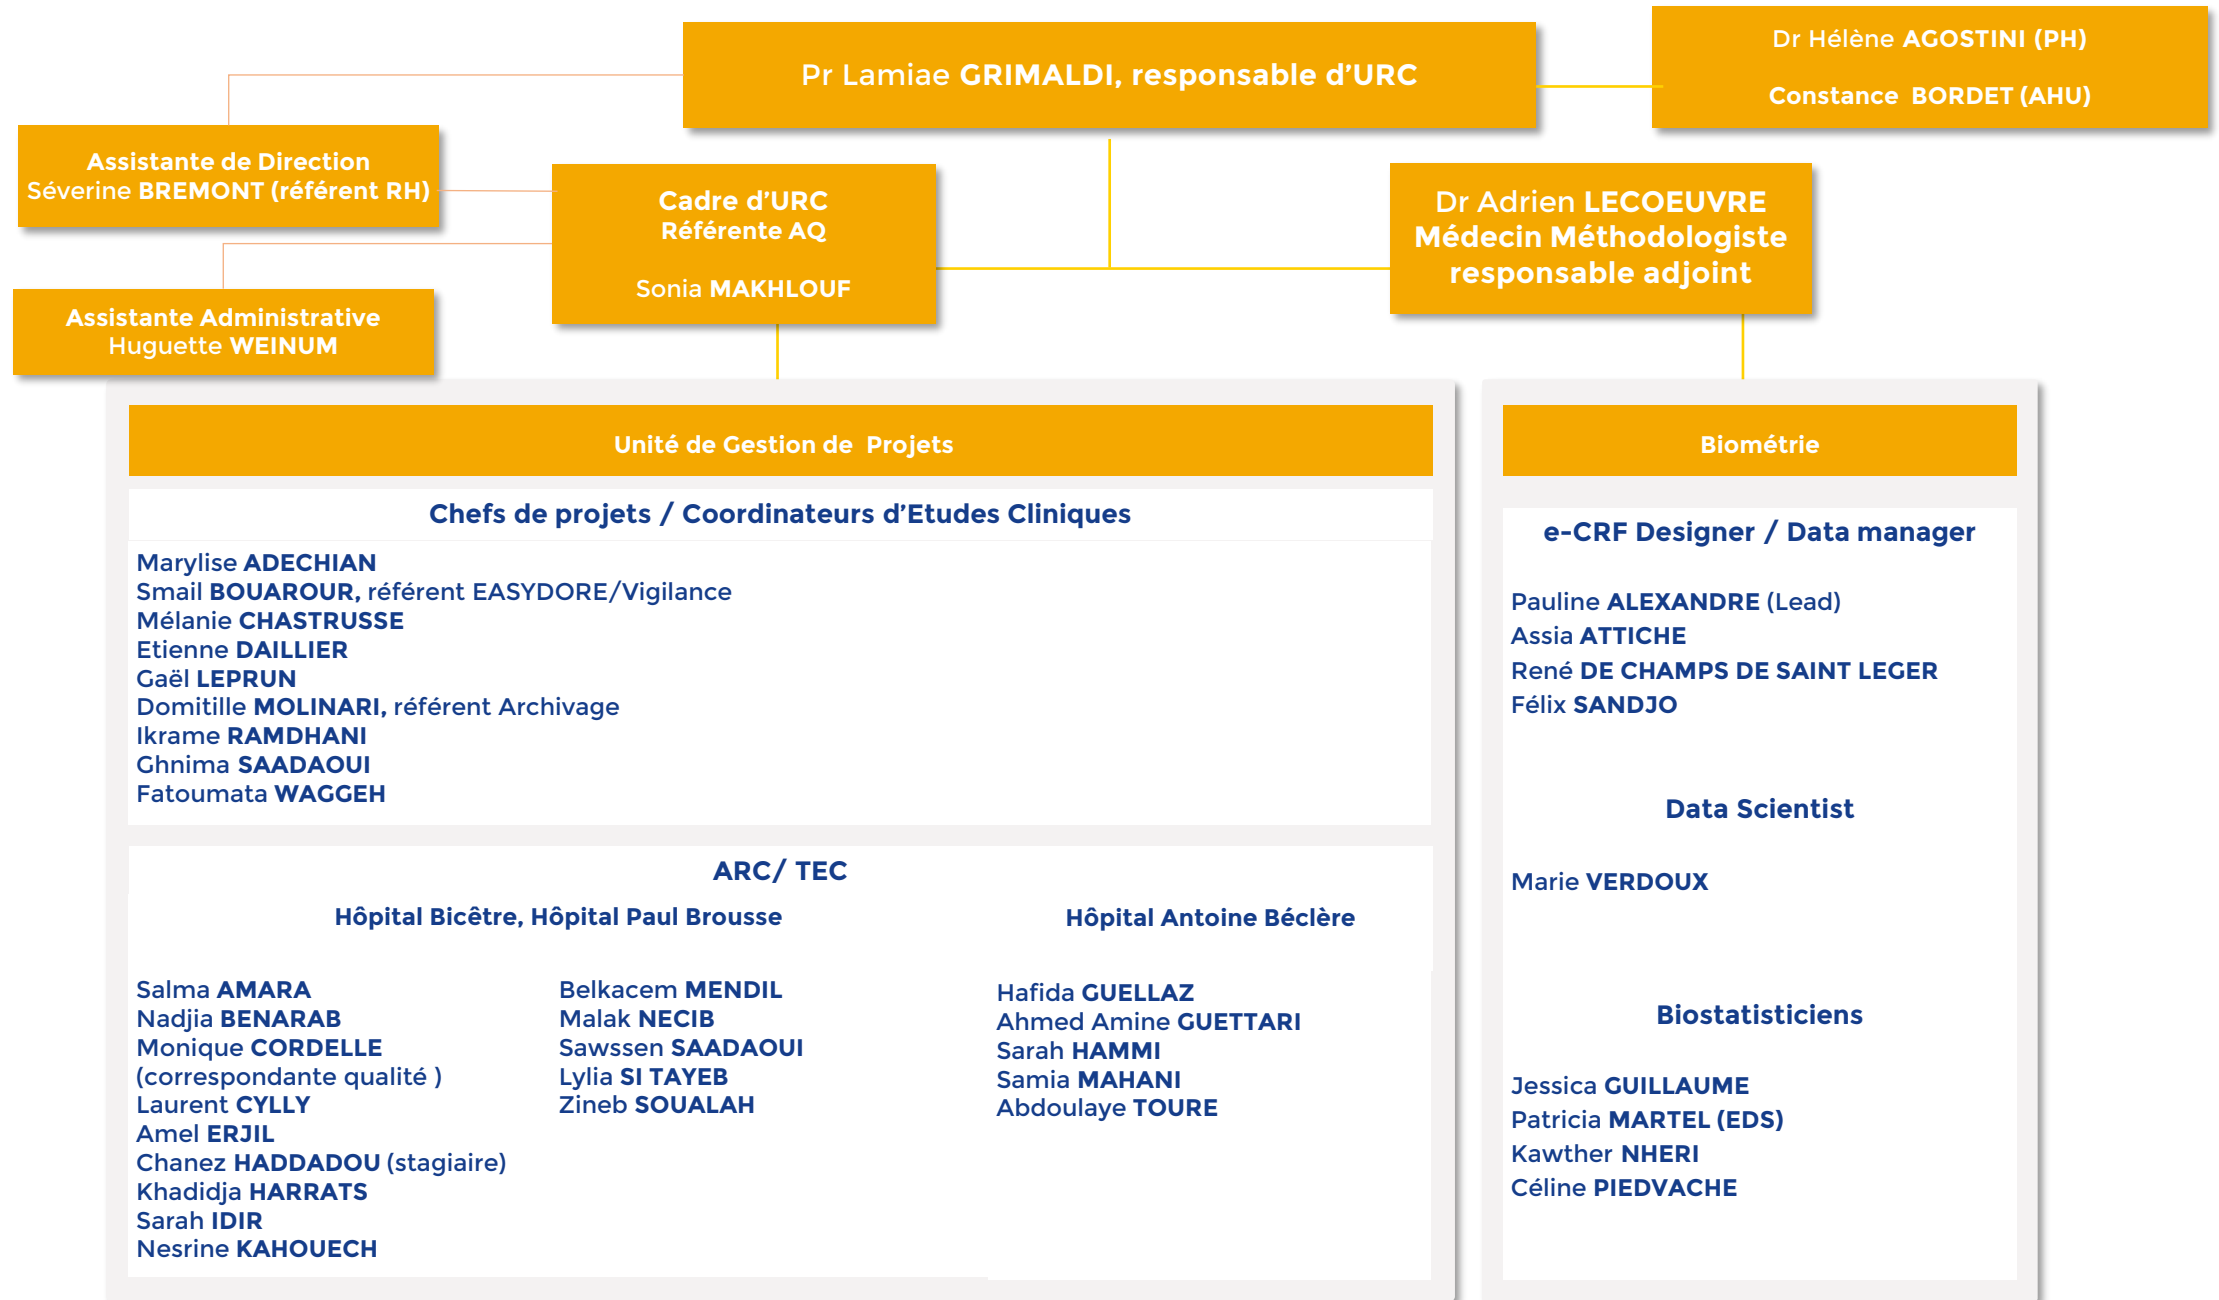 Pr Lamiae GRIMALDI, responsable d’URC
Dr Hélène AGOSTINI (PH)
Constance BORDET (AHU)
Assistante de Direction
Séverine BREMONT (référent RH)
Cadre d’URC
Référente AQ
Sonia MAKHLOUF
Dr Adrien LECOEUVRE
Médecin Méthodologiste
responsable adjoint
Assistante Administrative
Huguette WEINUM
Unité de Gestion de Projets
Chefs de projets / Coordinateurs d’Etudes Cliniques
Marylise ADECHIAN
Smail BOUAROUR, référent EASYDORE/Vigilance
Mélanie CHASTRUSSE
Etienne DAILLIER
Gaël LEPRUN
Domitille MOLINARI, référent Archivage
Ikrame RAMDHANI
Ghnima SAADAOUI
Fatoumata WAGGEH
ARC/ TEC
Hôpital Bicêtre, Hôpital Paul Brousse
Salma AMARA
Nadjia BENARAB
Monique CORDELLE
(correspondante qualité )
Laurent CYLLY
Amel ERJIL
Chanez HADDADOU (stagiaire)
Khadidja HARRATS
Sarah IDIR
Nesrine KAHOUECH
Belkacem MENDIL
Malak NECIB
Sawssen SAADAOUI
Lylia SI TAYEB
Zineb SOUALAH
Hôpital Antoine Béclère
Hafida GUELLAZ
Ahmed Amine GUETTARI
Sarah HAMMI
Samia MAHANI
Abdoulaye TOURE
Biométrie
e-CRF Designer / Data manager
Pauline ALEXANDRE (Lead)
Assia ATTICHE
René DE CHAMPS DE SAINT LEGER
Félix SANDJO
Data Scientist
Marie VERDOUX
Biostatisticiens
Jessica GUILLAUME
Patricia MARTEL (EDS)
Kawther NHERI
Céline PIEDVACHE